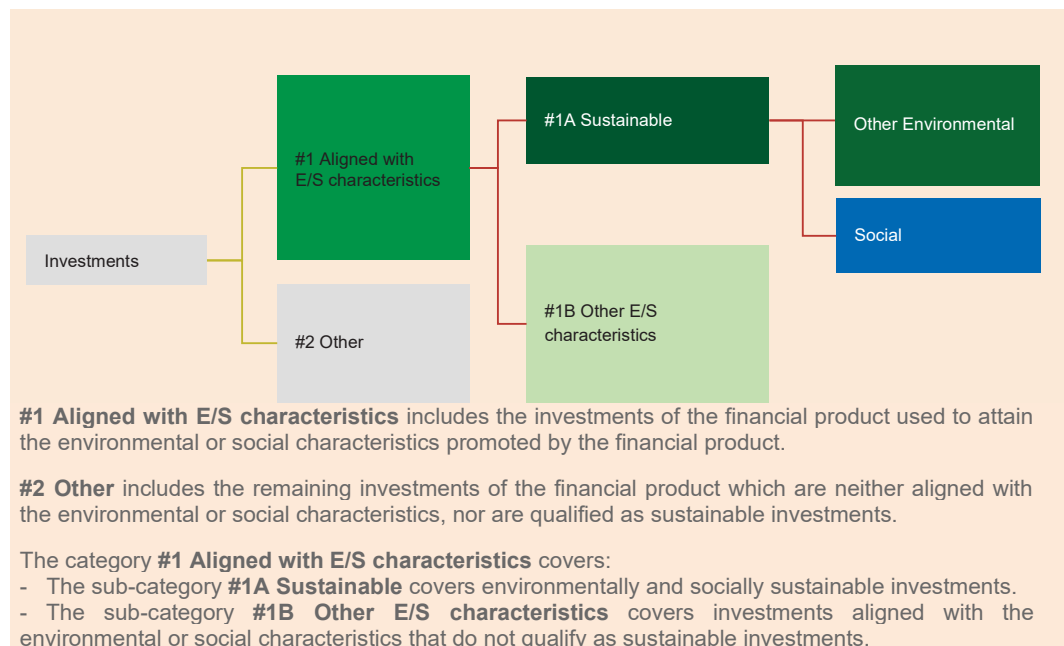 #1A Sustainable
Other Environmental
#1 Aligned with
E/S characteristics
Social
Investments
#1B Other E/S
characteristics
#2 Other
#1 Aligned with E/S characteristics includes the investments of the financial product used to attain
the environmental or social characteristics promoted by the financial product.
#2 Other includes the remaining investments of the financial product which are neither aligned with
the environmental or social characteristics, nor are qualified as sustainable investments.
The category #1 Aligned with E/S characteristics covers:
- The sub-category #1A Sustainable covers environmentally and socially sustainable investments.
- The sub-category #1B Other E/S characteristics covers investments aligned with the
environmental or social characteristics that do not qualify as sustainable investments.